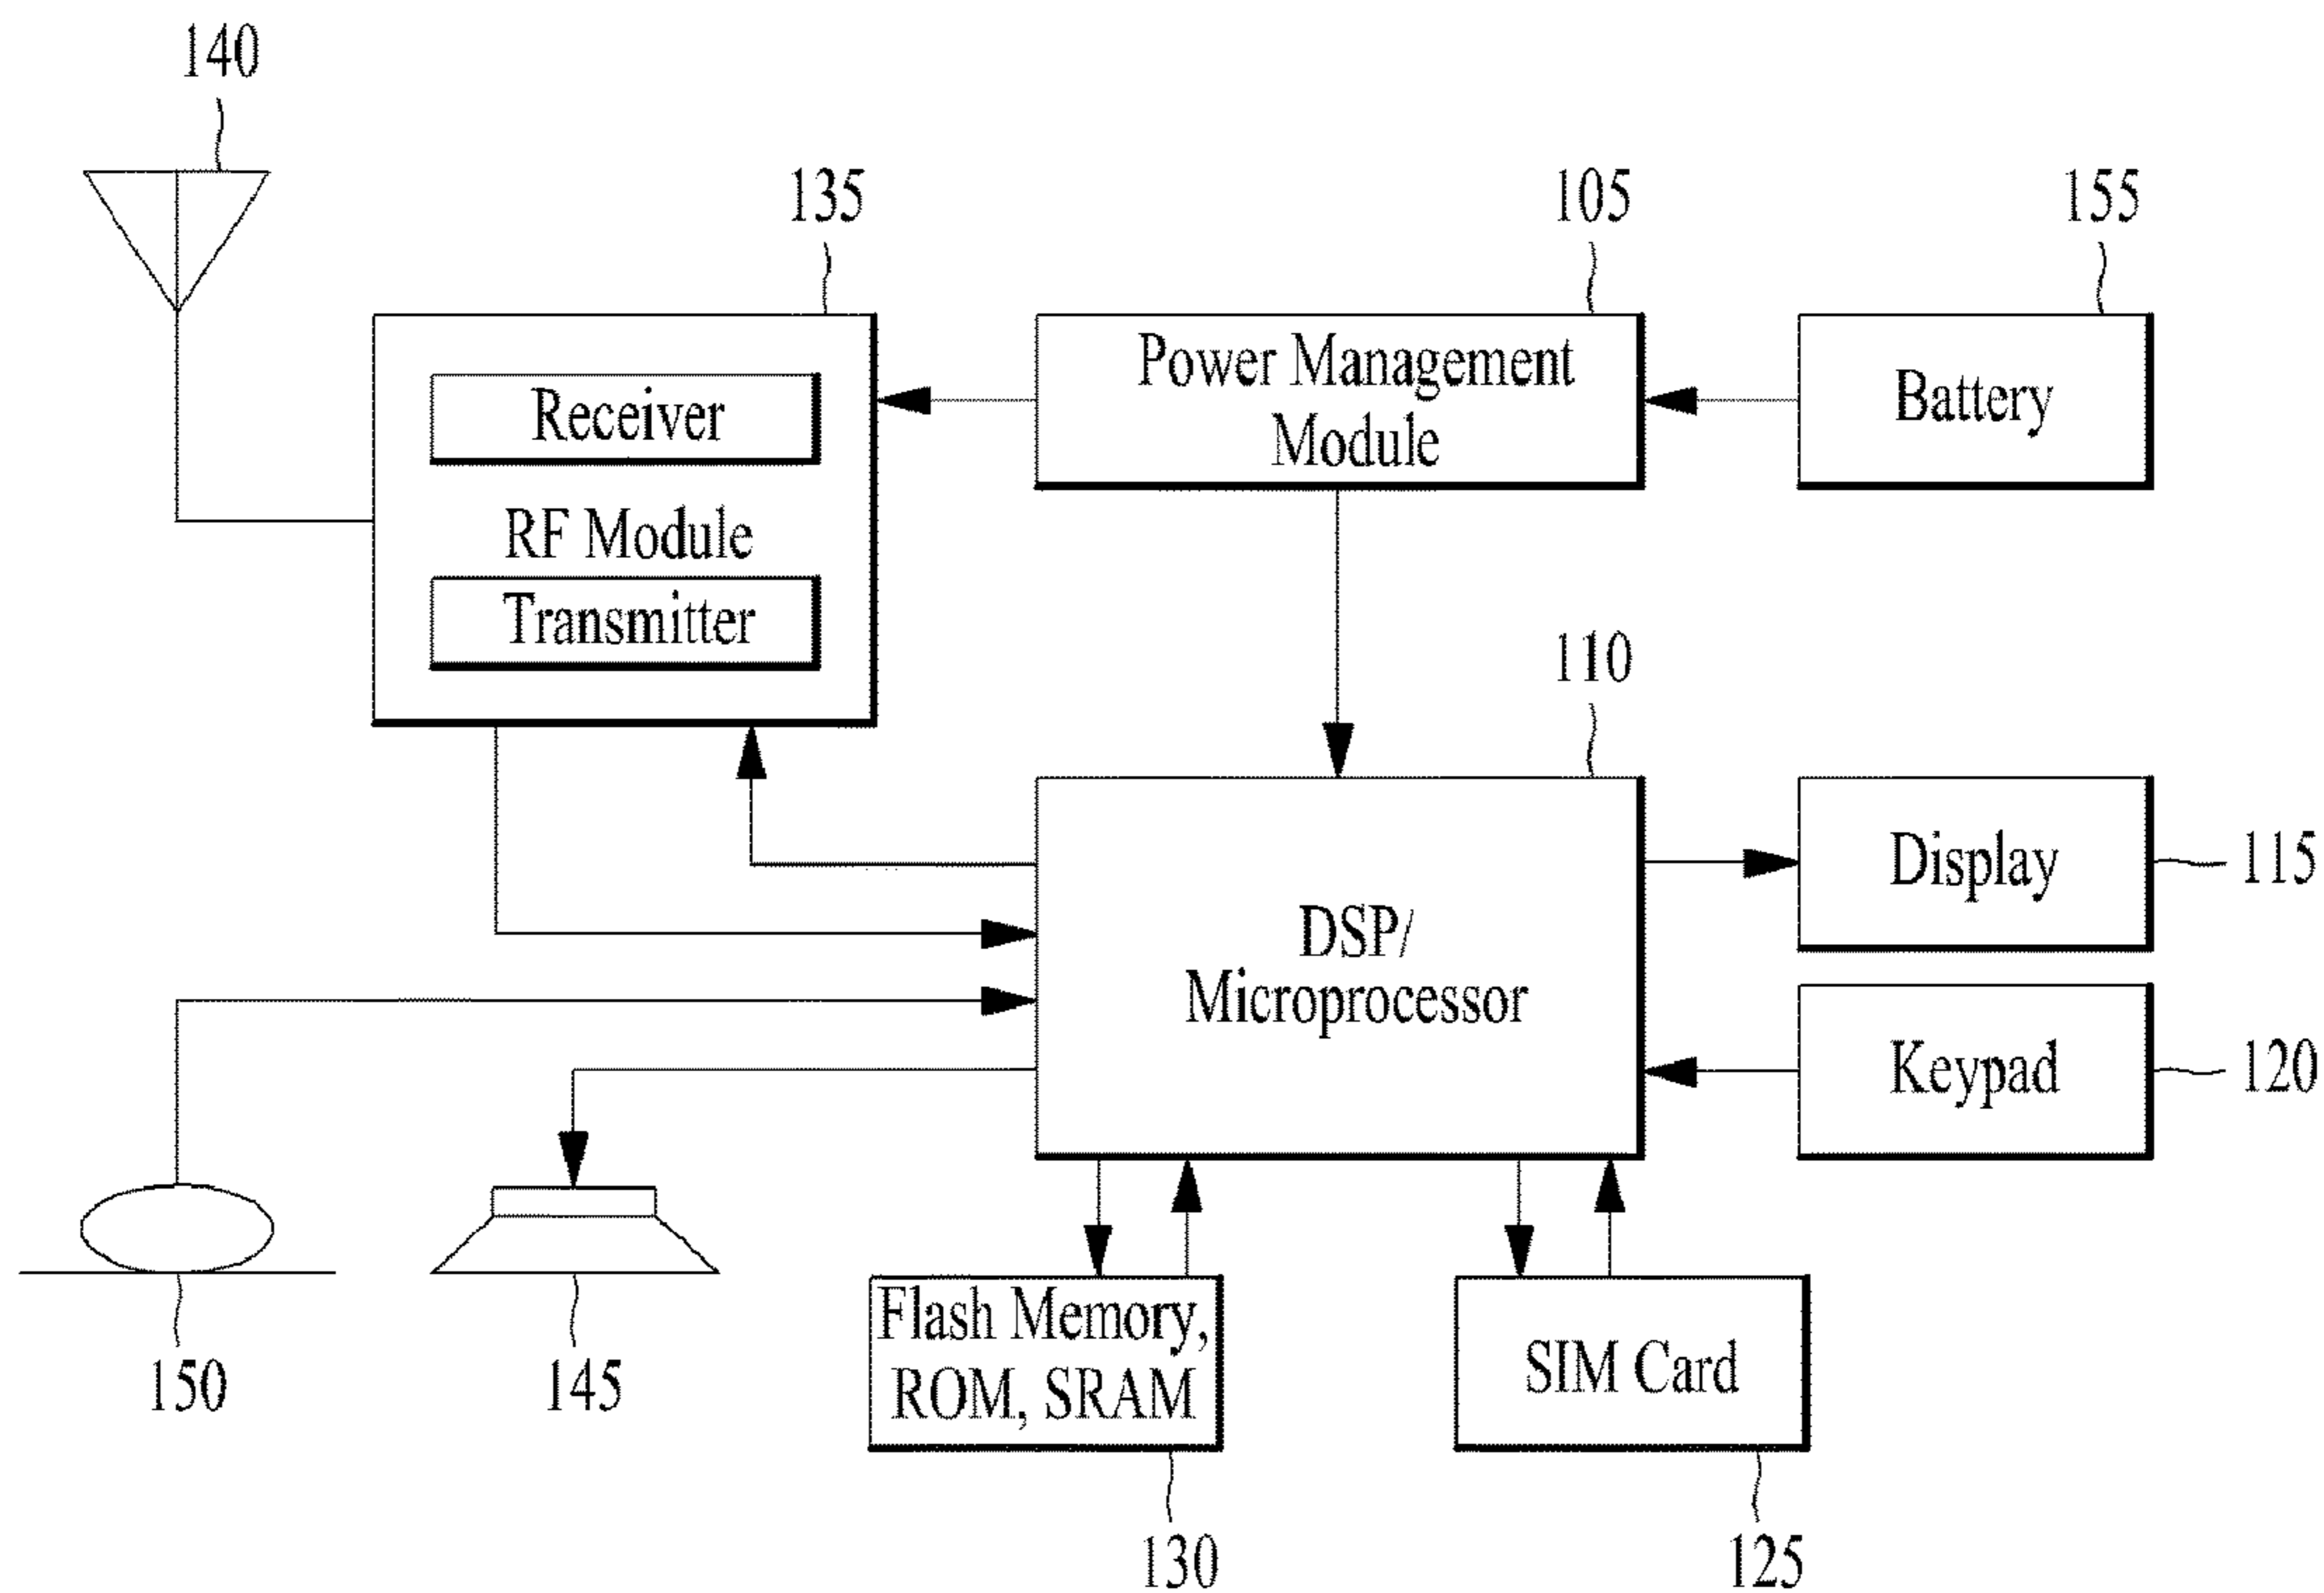 140
135
105
155
Receiver
RF Module
Transmitter
Power Management
Module
Battery
110
DSP/
Microprocessor
Display
115
Keypad
120
150
145
Flash Memory,
ROM, SRAM
SIM Card
130
125